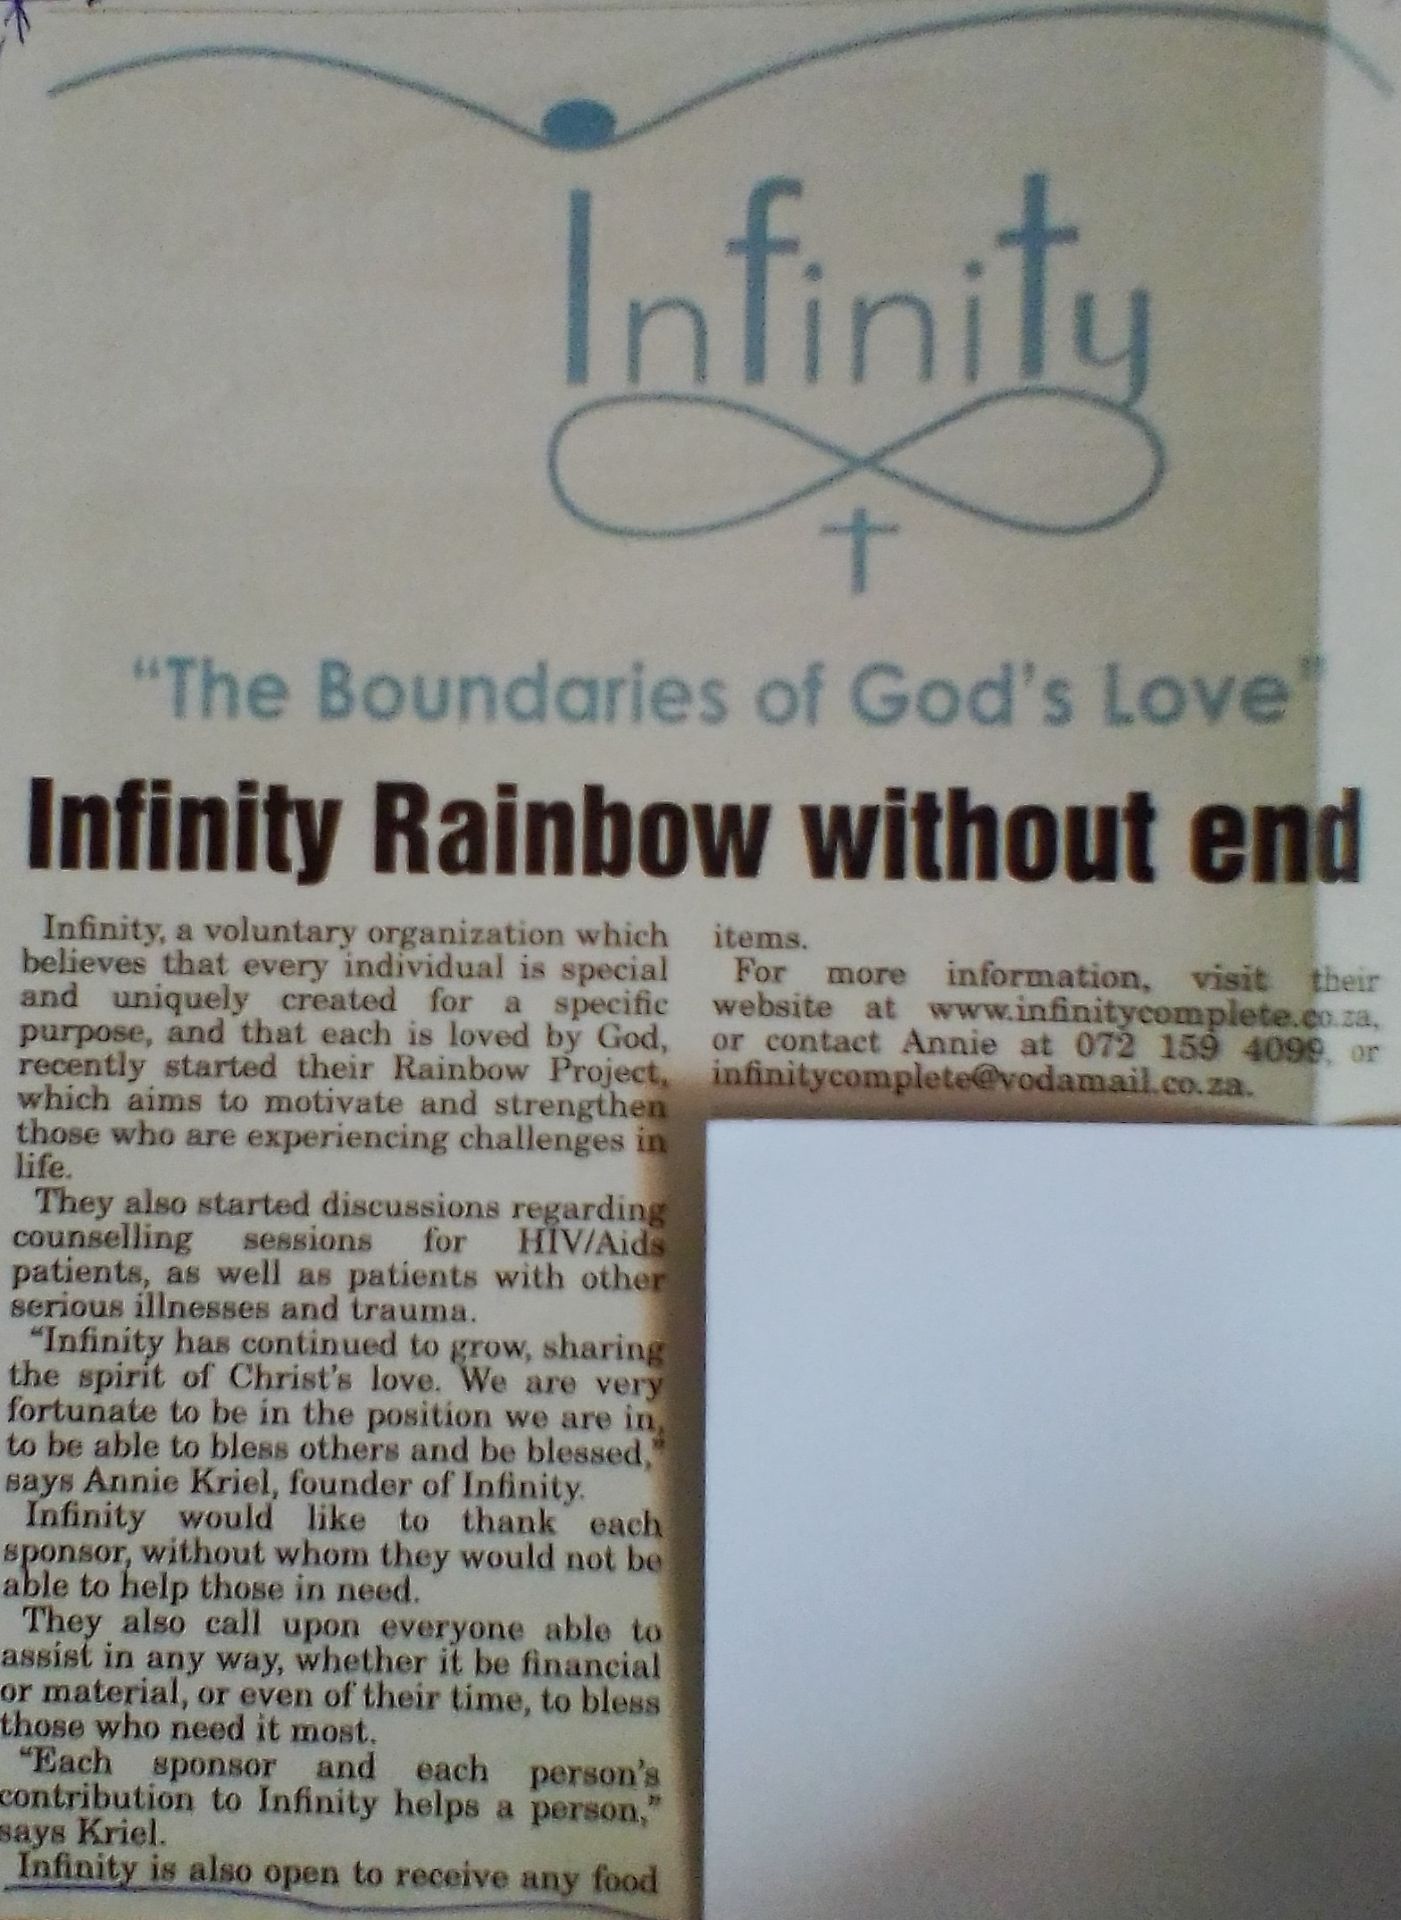 Infinity
"The Boundaries of God's Love"
Infinity Rainbow without end
Infinity, a voluntary organization which
believes that every individual is special
and uniquely created for a specific
purpose, and that each is loved by God,
recently started their Rainbow Project,
which aims to motivate and strengthen
those who are experiencing challenges in
life.
They also started discussions regarding
counselling sessions for HIV/Aids
patients, as well as patients with other
serious illnesses and trauma.
"Infinity has continued to grow, sharing
the spirit of Christ's love. We are very
fortunate to be in the position we are in,
to be able to bless others and be blessed,"
says Annie Kriel, founder of Infinity.
Infinity would like to thank each
sponsor, without whom they would not be
able to help those in need.
They also call upon everyone able to
assist in any way, whether it be financial
or material, or even of their time, to bless
those who need it most.
"Each sponsor and each person's
contribution to Infinity helps a person,"
says Kriel.
Infinity is also open to receive any food
items.
For more information, visit their
website at www.infinitycomplete.co.za,
or contact Annie at 072 159 4099, or
infinitycomplete@vodamail.co.za.